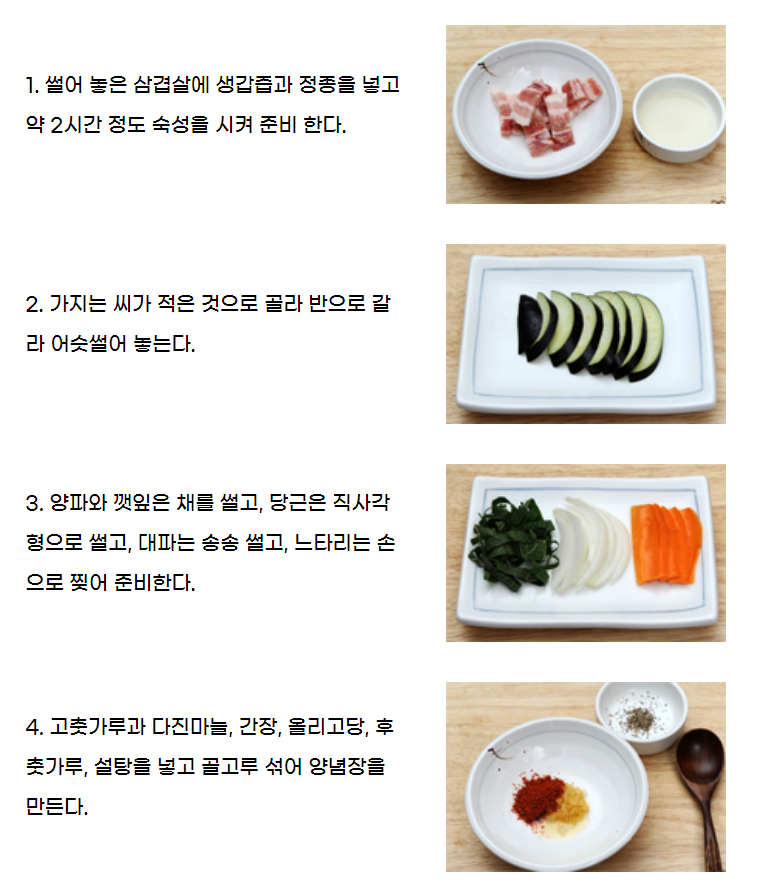 1. 썰어 놓은 삼겹살에 생갑즙과 정종을 넣고
약 2시간 정도 숙성을 시켜 준비 한다.
2. 가지는 씨가 적은 것으로 골라 반으로 갈
라 어슷썰어 놓는다.
3. 양파와 깻잎은 채를 썰고, 당근은 직사각
형으로 썰고, 대파는 송송 썰고, 느타리는 손
으로 찢어 준비한다.
4. 고춧가루과 다진마늘, 간장, 올리고당, 후
춧가루, 설탕을 넣고 골고루 섞어 양념장을
만든다.